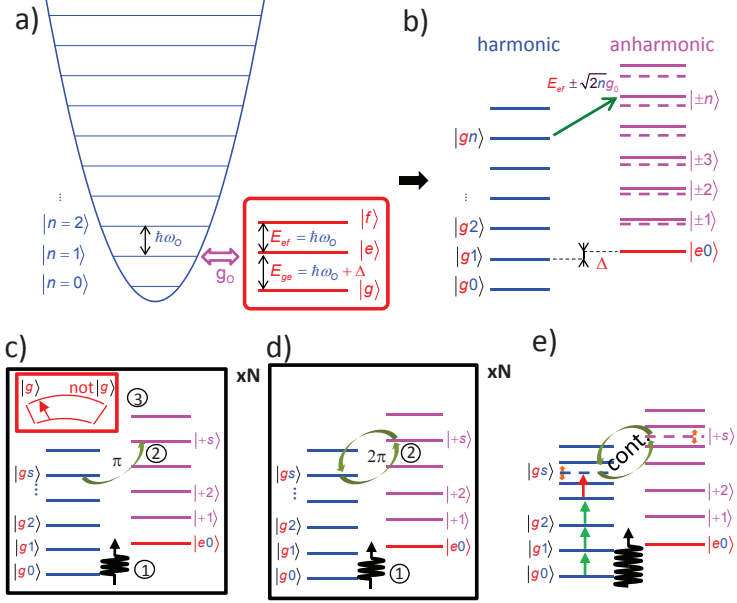 a)
⋮
|n = 2⟩
|n = 1⟩
|n = 0⟩
ħω_O
g_O
|f⟩
E_ef = ħω_O
|e⟩
E_ge = ħω_O + Δ
|g⟩
b)
harmonic
anharmonic
E_ef ± √2n g_0
|gn⟩
⋮
|g2⟩
|g1⟩
|g0⟩
Δ
|±n⟩
|±3⟩
|±2⟩
|±1⟩
|e0⟩
c)
xN
|g⟩ not |g⟩
③
②
π
①
|gs⟩
⋮
|g2⟩
|g1⟩
|g0⟩
|+s⟩
|+2⟩
|+1⟩
|e0⟩
d)
xN
2π
②
①
|gs⟩
⋮
|g2⟩
|g1⟩
|g0⟩
|+s⟩
|+2⟩
|+1⟩
|e0⟩
e)
cont.
|gs⟩
|g2⟩
|g1⟩
|g0⟩
|+s⟩
|+2⟩
|+1⟩
|e0⟩